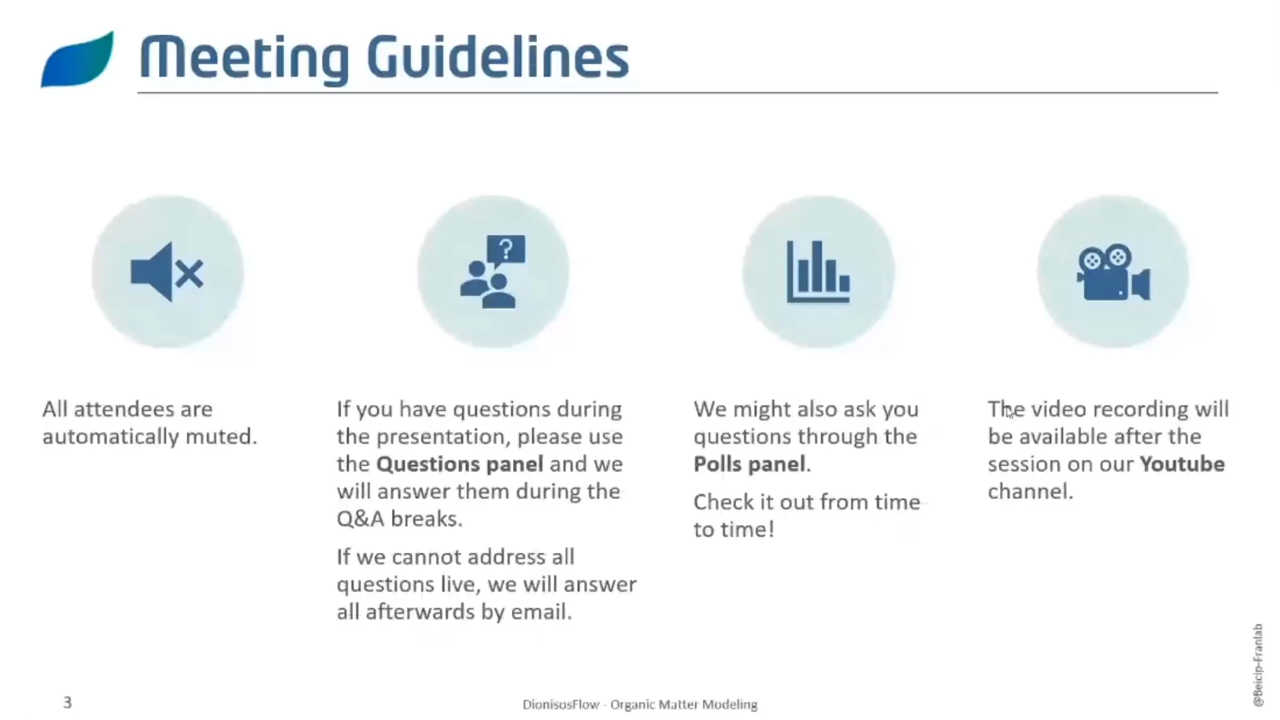 Meeting Guidelines
?
All attendees are
automatically muted.
If you have questions during
the presentation, please use
the Questions panel and we
will answer them during the
Q&A breaks.
If we cannot address all
questions live, we will answer
all afterwards by email.
We might also ask you
questions through the
Polls panel.
Check it out from time
to time!
The video recording will
be available after the
session on our Youtube
channel.
3
DionisosFlow - Organic Matter Modeling
@Beicip-Franlab